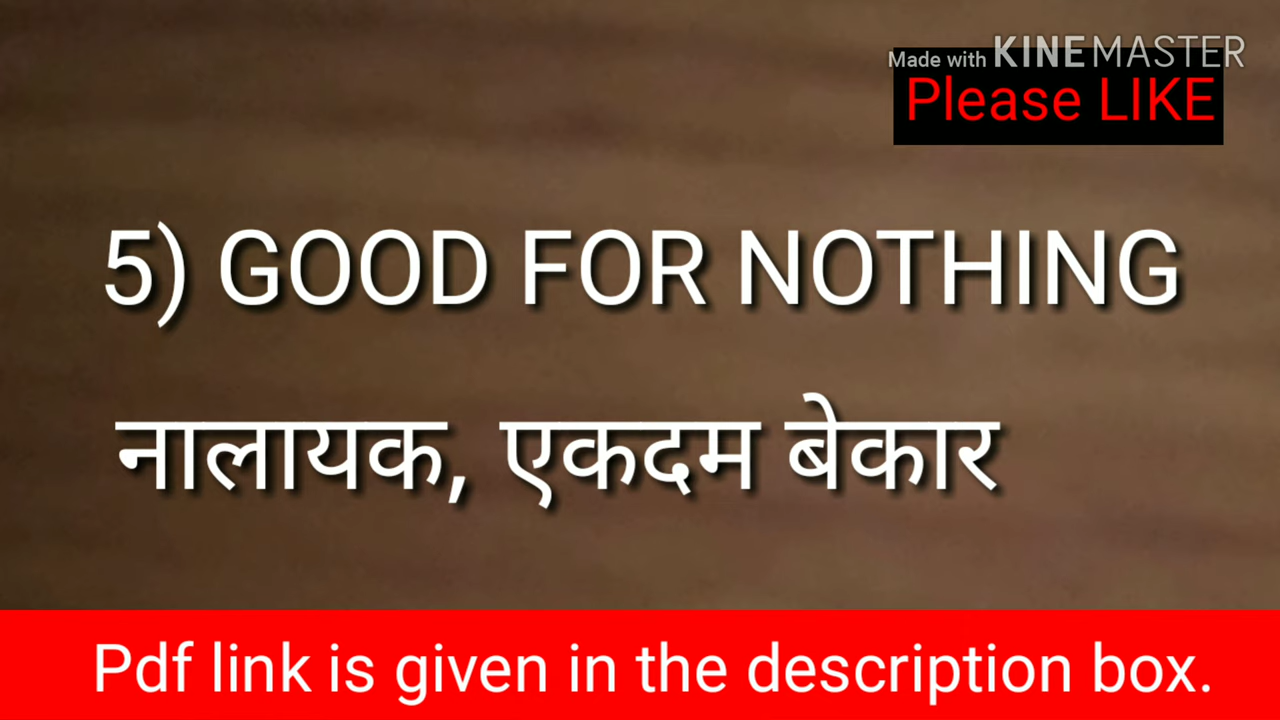 Made with KINEMASTER
Please LIKE
5) GOOD FOR NOTHING
नालायक, एकदम बेकार
Pdf link is given in the description box.